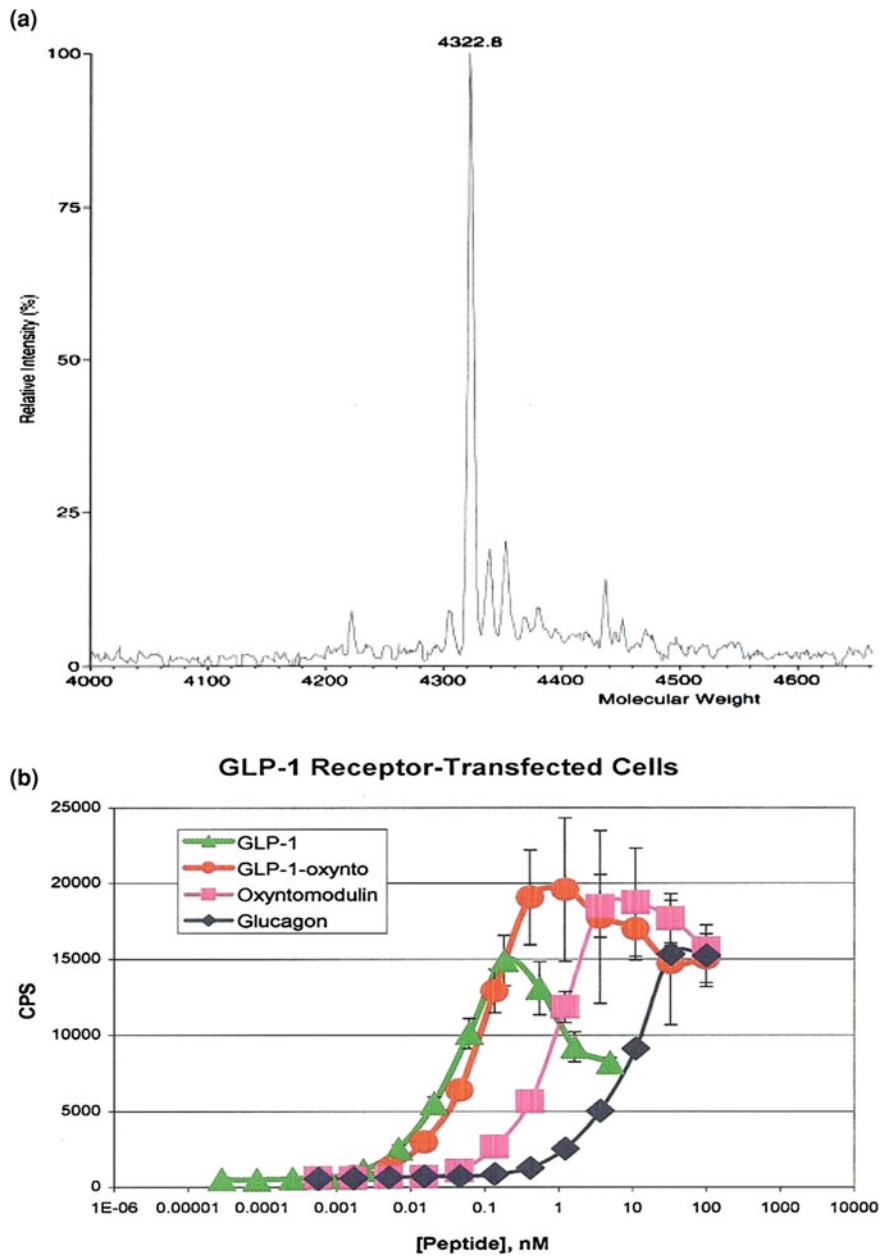 (a)
4322.8
100
75
50
25
0
Relative Intensity (%)
4000 4100 4200 4300 4400 4500 4600
Molecular Weight
(b)
GLP-1 Receptor-Transfected Cells
25000
20000
15000
10000
5000
0
CPS
GLP-1
GLP-1-oxynto
Oxyntomodulin
Glucagon
1E-06 0.00001 0.0001 0.001 0.01 0.1 1 10 100 1000 10000
[Peptide], nM